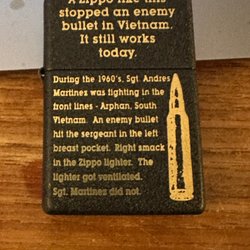 A Zippo like this
stopped an enemy
bullet in Vietnam.
It still works
today.
During the 1960's, Sgt. Andres
Martines was fighting in the
front lines - Arphan, South
Vietnam. An enemy bullet
hit the sergeant in the left
breast pocket. Right smack
in the Zippo lighter. The
lighter got ventilated.
Sgt. Martines did not.